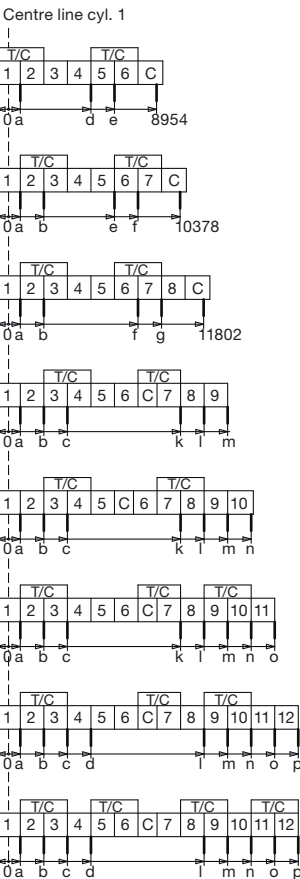 Centre line cyl. 1
T/C T/C
1 2 3 4 5 6 C
0 a d e 8954
T/C T/C
1 2 3 4 5 6 7 C
0 a b e f 10378
T/C T/C
1 2 3 4 5 6 7 8 C
0 a b f g 11802
T/C T/C
1 2 3 4 5 6 C 7 8 9
0 a b c k l m
T/C T/C
1 2 3 4 5 C 6 7 8 9 10
0 a b c k l m n
T/C T/C T/C
1 2 3 4 5 6 C 7 8 9 10 11
0 a b c k l m n o
T/C T/C T/C
1 2 3 4 5 6 C 7 8 9 10 11 12
0 a b c d l m n o p
T/C T/C T/C T/C
1 2 3 4 5 6 C 7 8 9 10 11 12
0 a b c d l m n o p